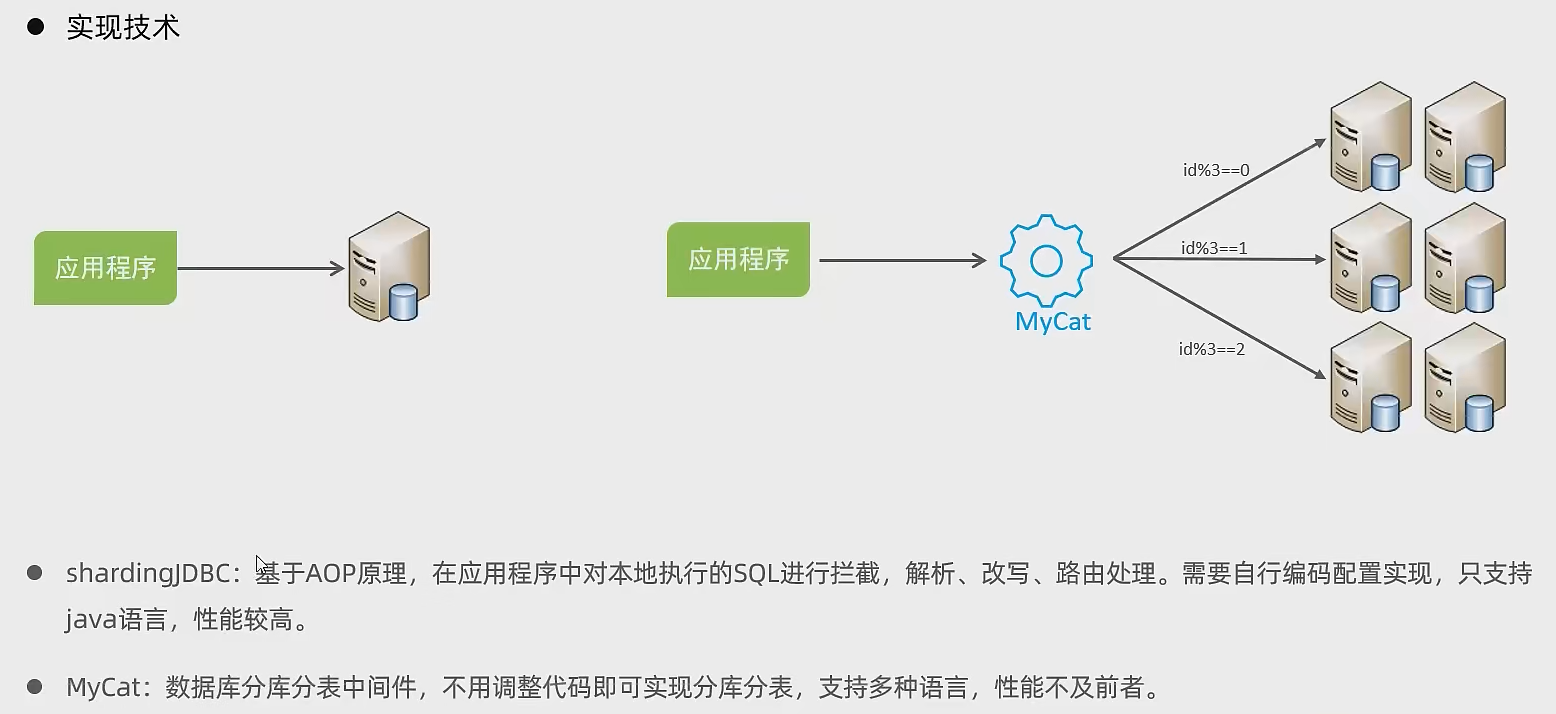 实现技术
应用程序
应用程序
MyCat
id%3==0
id%3==1
id%3==2
shardingJDBC：基于AOP原理，在应用程序中对本地执行的SQL进行拦截，解析、改写、路由处理。需要自行编码配置实现，只支持
java语言，性能较高。
MyCat：数据库分库分表中间件，不用调整代码即可实现分库分表，支持多种语言，性能不及前者。